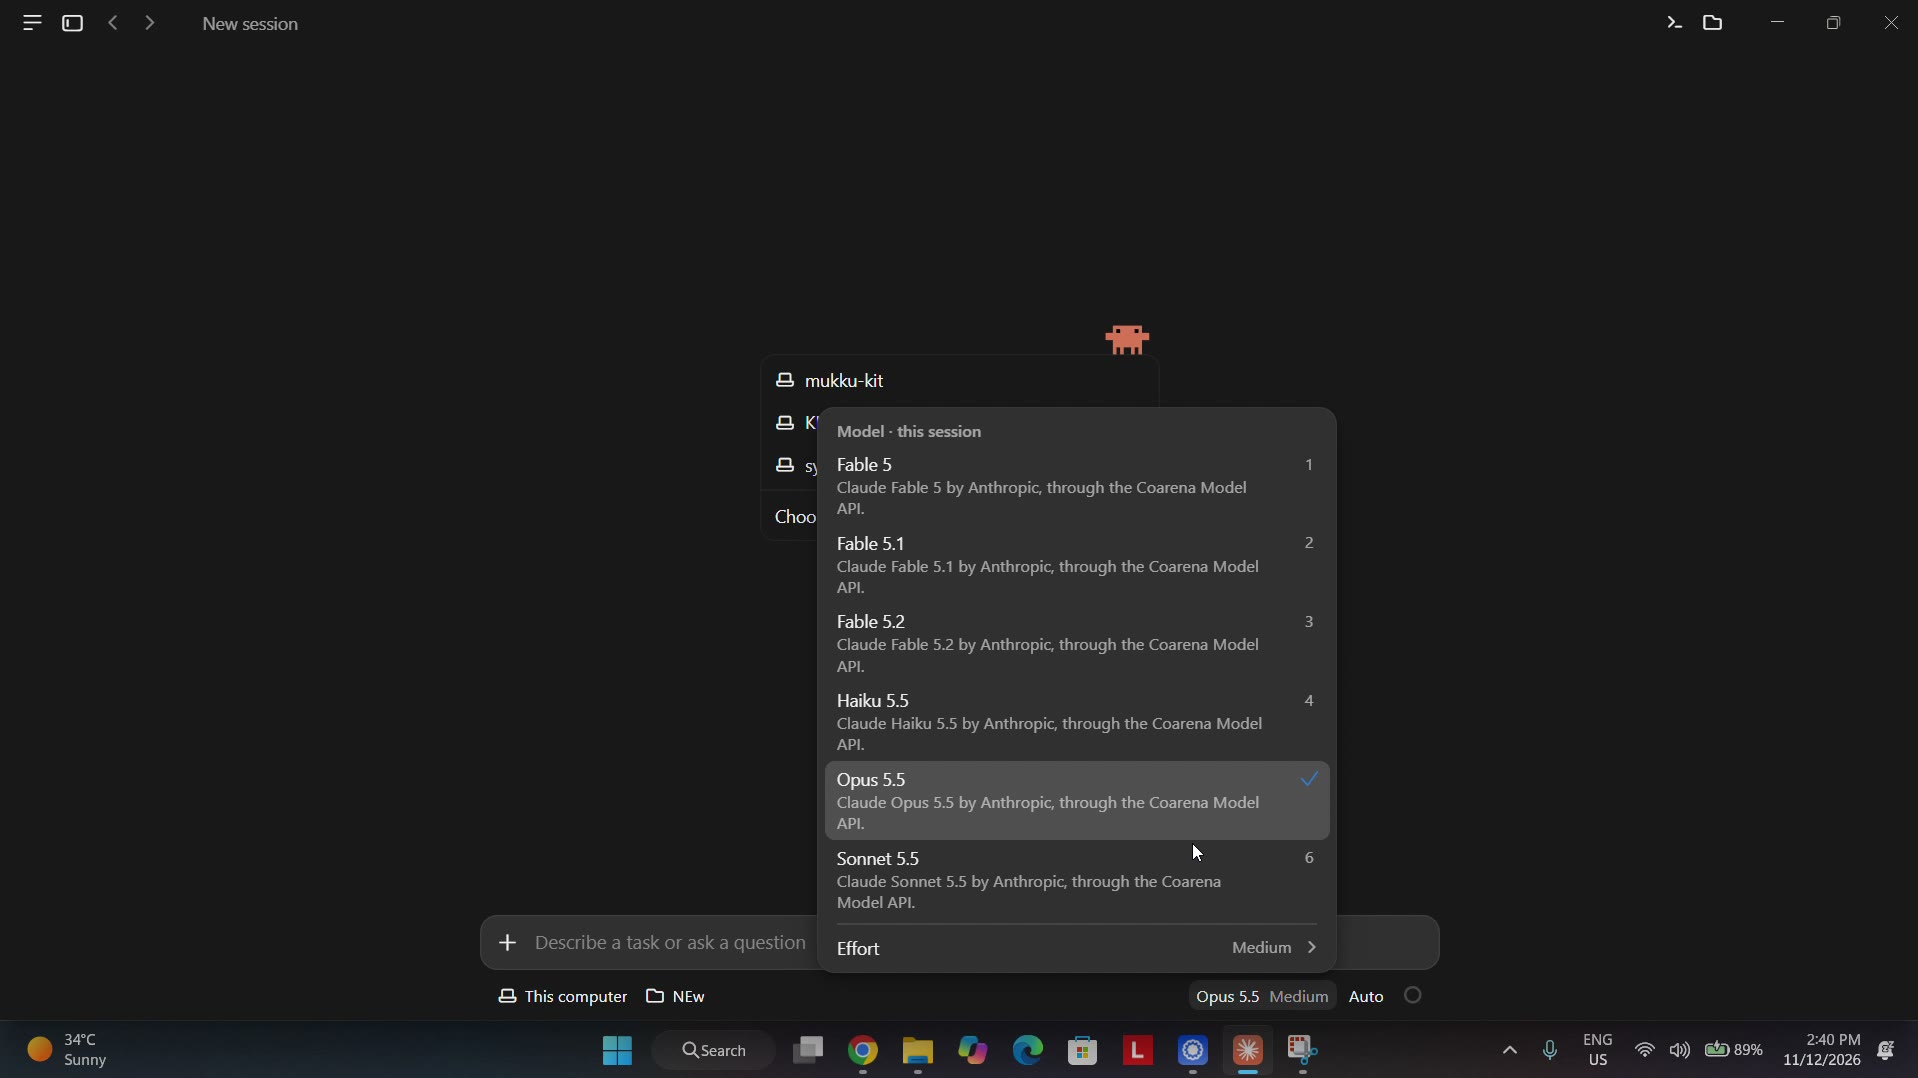 New session
mukku-kit
Model · this session
Fable 5 1
Claude Fable 5 by Anthropic, through the Coarena Model
API.
Choo
Fable 5.1 2
Claude Fable 5.1 by Anthropic, through the Coarena Model
API.
Fable 5.2 3
Claude Fable 5.2 by Anthropic, through the Coarena Model
API.
Haiku 5.5 4
Claude Haiku 5.5 by Anthropic, through the Coarena Model
API.
Opus 5.5
Claude Opus 5.5 by Anthropic, through the Coarena Model
API.
Sonnet 5.5 6
Claude Sonnet 5.5 by Anthropic, through the Coarena
Model API.
Effort Medium
Describe a task or ask a question
This computer NEw
Opus 5.5 Medium Auto
34°C
Sunny
Search
L
ENG
US
89%
2:40 PM
11/12/2026